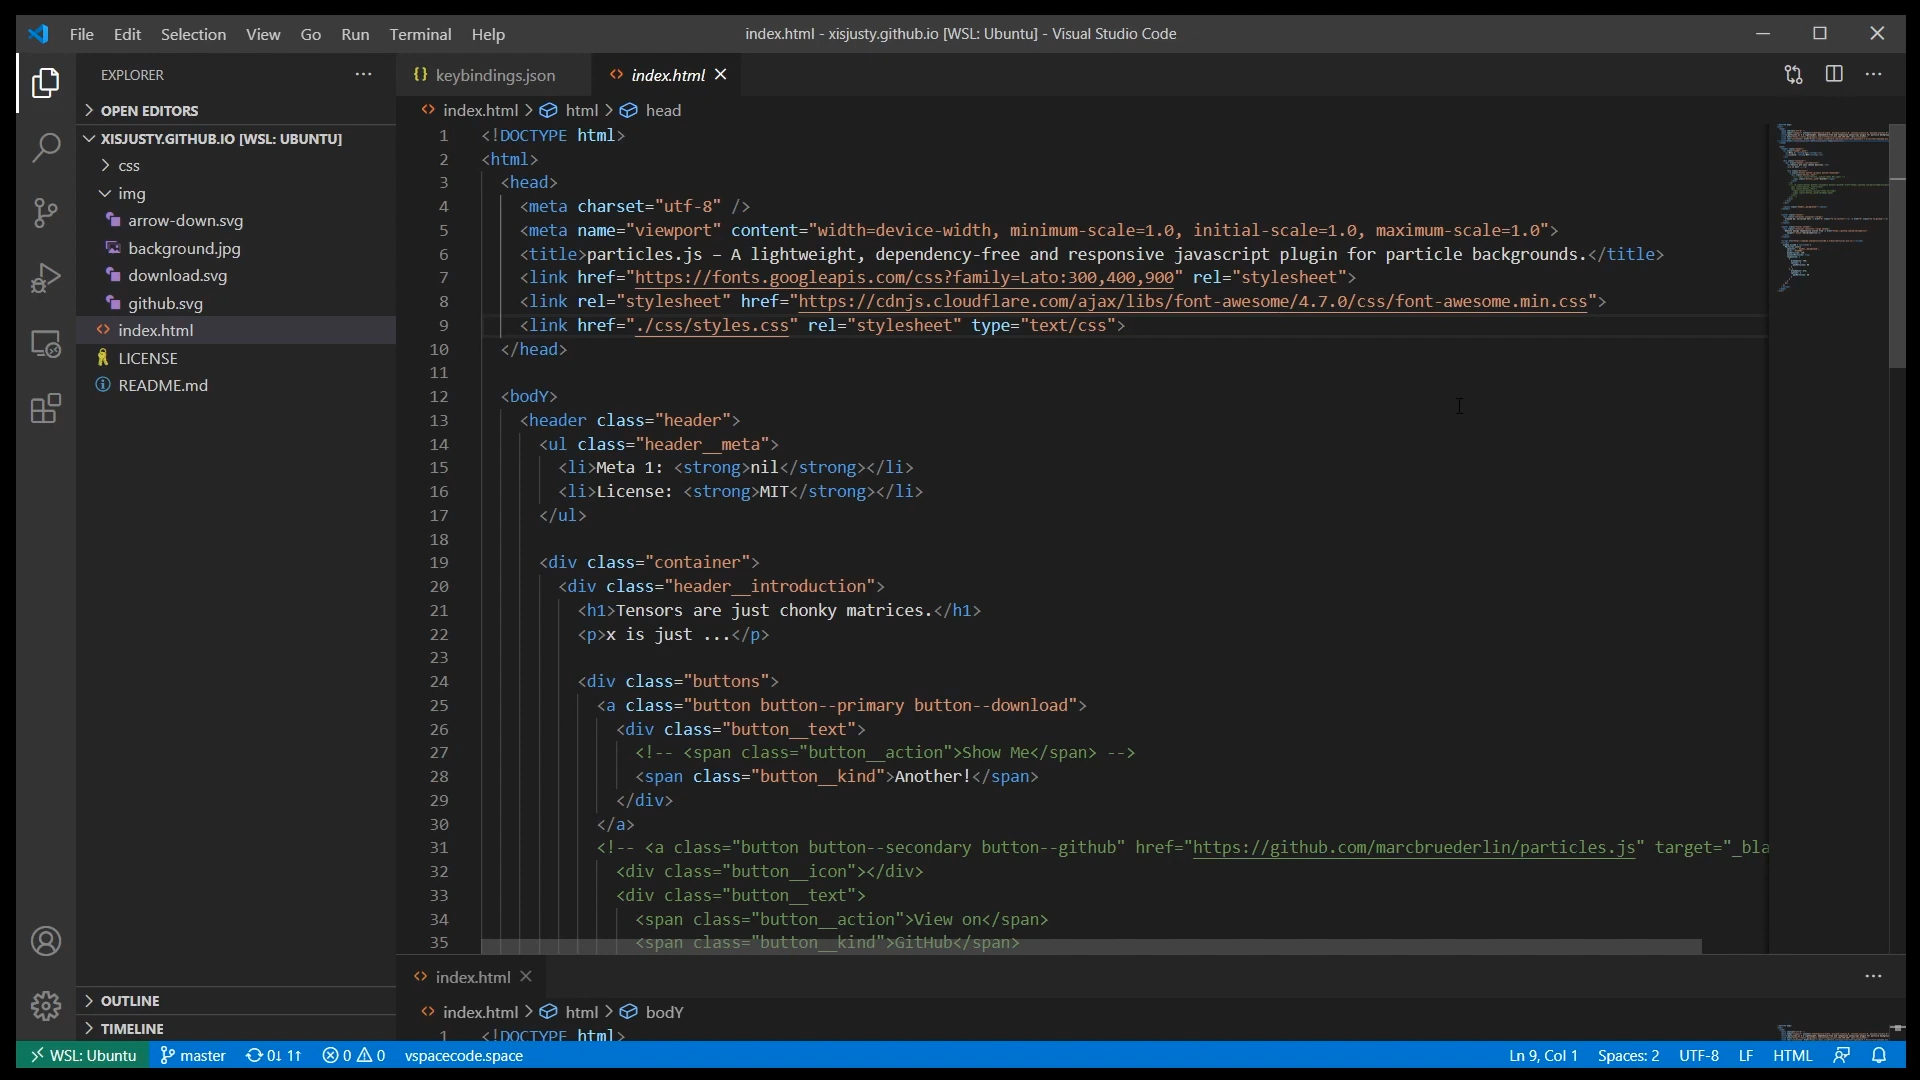 File Edit Selection View Go Run Terminal Help
index.html - xisjusty.github.io [WSL: Ubuntu] - Visual Studio Code
EXPLORER
OPEN EDITORS
XISJUSTY.GITHUB.IO [WSL: UBUNTU]
css
img
arrow-down.svg
background.jpg
download.svg
github.svg
index.html
LICENSE
README.md
OUTLINE
TIMELINE
{} keybindings.json
<> index.html
<> index.html > html > head
1 <!DOCTYPE html>
2 <html>
3 <head>
4 <meta charset="utf-8" />
5 <meta name="viewport" content="width=device-width, minimum-scale=1.0, initial-scale=1.0, maximum-scale=1.0">
6 <title>particles.js – A lightweight, dependency-free and responsive javascript plugin for particle backgrounds.</title>
7 <link href="https://fonts.googleapis.com/css?family=Lato:300,400,900" rel="stylesheet">
8 <link rel="stylesheet" href="https://cdnjs.cloudflare.com/ajax/libs/font-awesome/4.7.0/css/font-awesome.min.css">
9 <link href="./css/styles.css" rel="stylesheet" type="text/css">
10 </head>
11
12 <bodY>
13 <header class="header">
14 <ul class="header__meta">
15 <li>Meta 1: <strong>nil</strong></li>
16 <li>License: <strong>MIT</strong></li>
17 </ul>
18
19 <div class="container">
20 <div class="header__introduction">
21 <h1>Tensors are just chonky matrices.</h1>
22 <p>x is just ...</p>
23
24 <div class="buttons">
25 <a class="button button--primary button--download">
26 <div class="button__text">
27 <!-- <span class="button__action">Show Me</span> -->
28 <span class="button__kind">Another!</span>
29 </div>
30 </a>
31 <!-- <a class="button button--secondary button--github" href="https://github.com/marcbruederlin/particles.js" target="_bla
32 <div class="button__icon"></div>
33 <div class="button__text">
34 <span class="button__action">View on</span>
35 <span class="button__kind">GitHub</span>
<> index.html
<> index.html > html > bodY
1 <!DOCTYPE html>
WSL: Ubuntu master 0↓ 1↑ 0 0 vspacecode.space
Ln 9, Col 1 Spaces: 2 UTF-8 LF HTML